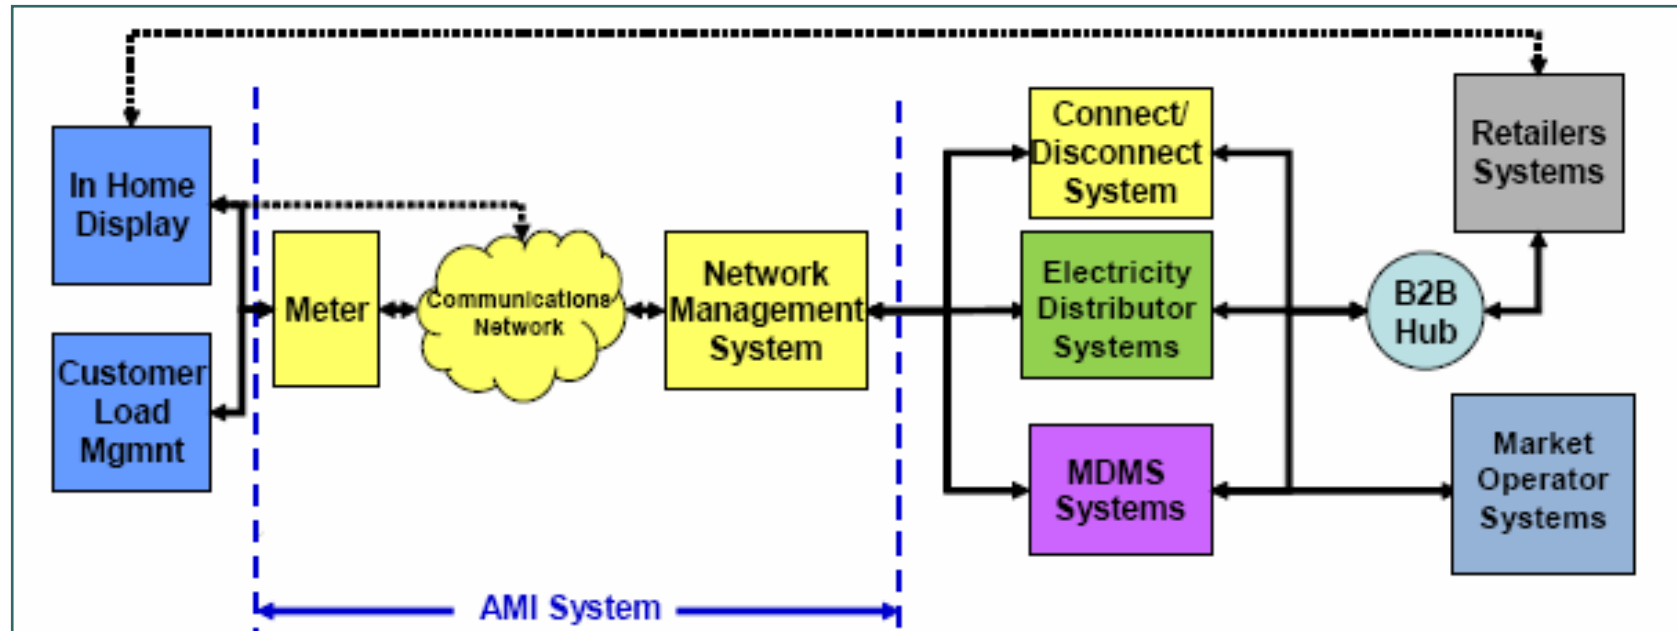 In Home
Display
Customer
Load
Mgmnt
Meter
Communications
Network
Network
Management
System
Connect/
Disconnect
System
Electricity
Distributor
Systems
MDMS
Systems
B2B
Hub
Retailers
Systems
Market
Operator
Systems
AMI System